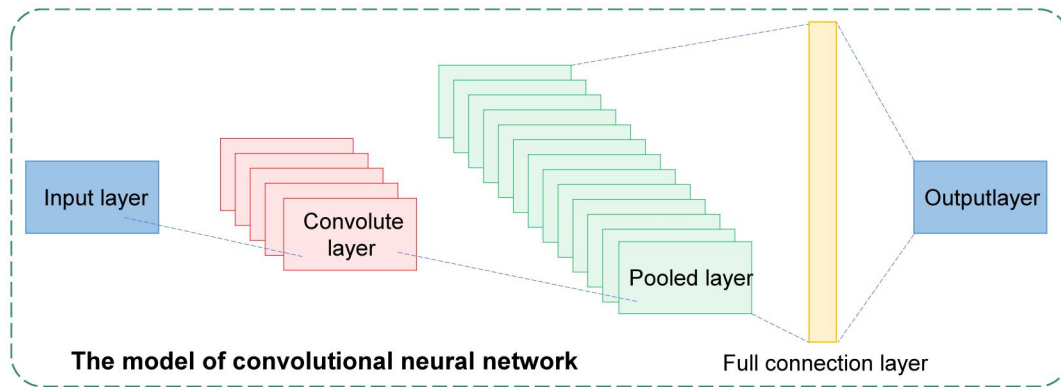 Input layer
Convolute
layer
Pooled layer
Outputlayer
The model of convolutional neural network
Full connection layer